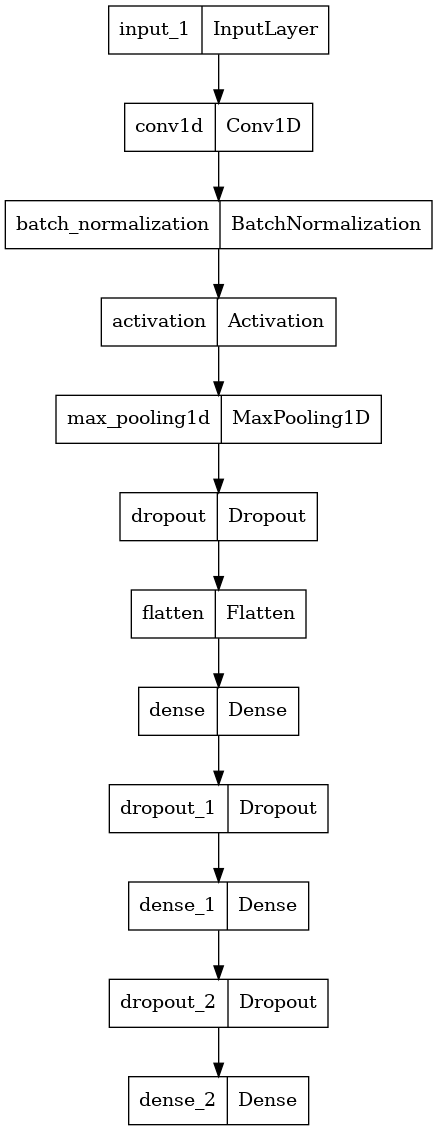 input_1 InputLayer
conv1d Conv1D
batch_normalization BatchNormalization
activation Activation
max_pooling1d MaxPooling1D
dropout Dropout
flatten Flatten
dense Dense
dropout_1 Dropout
dense_1 Dense
dropout_2 Dropout
dense_2 Dense